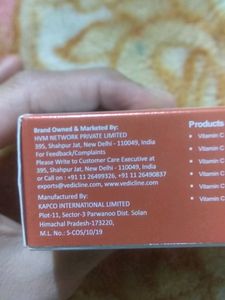 Brand Owned & Marketed By:
HVM NETWORK PRIVATE LIMITED
395, Shahpur Jat, New Delhi - 110049, India
For Feedback/Complaints
Please Write to Customer Care Executive at
395, Shahpur Jat, New Delhi - 110049, India
Call us on : +91 11 26499326, +91 11 26490837
exports@vedicline.com, www.vedicline.com
Manufactured By:
KAPCO INTERNATIONAL LIMITED
Plot-11, Sector-3 Parwanoo Dist. Solan
Himachal Pradesh-173220,
M.L. No.: S-COS/10/19
Products
• Vitamin C
• Vitamin C
• Vitamin C
• Vitamin C
• Vitamin C